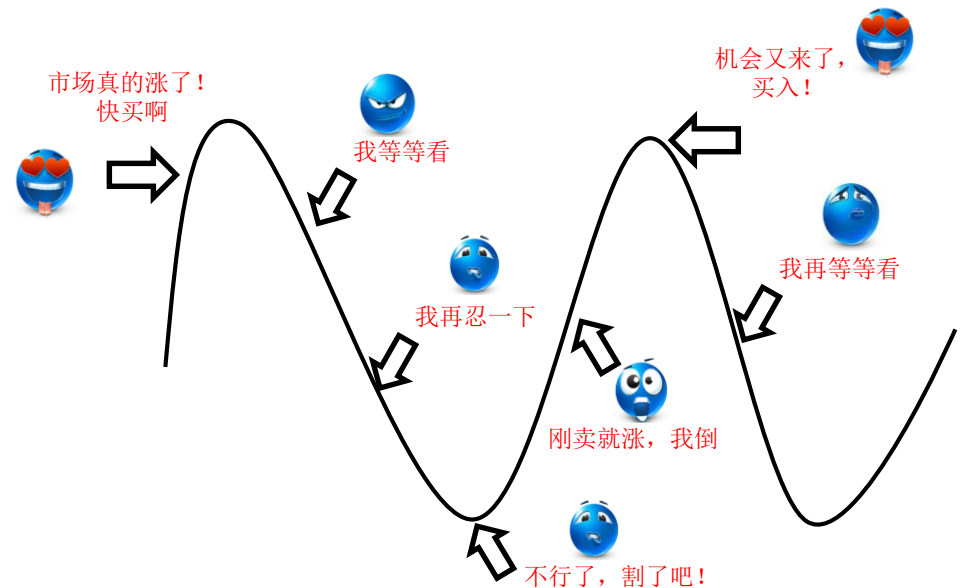 市场真的涨了！
快买啊
我等等看
我再忍一下
不行了，割了吧！
刚卖就涨，我倒
机会又来了，
买入！
我再等等看